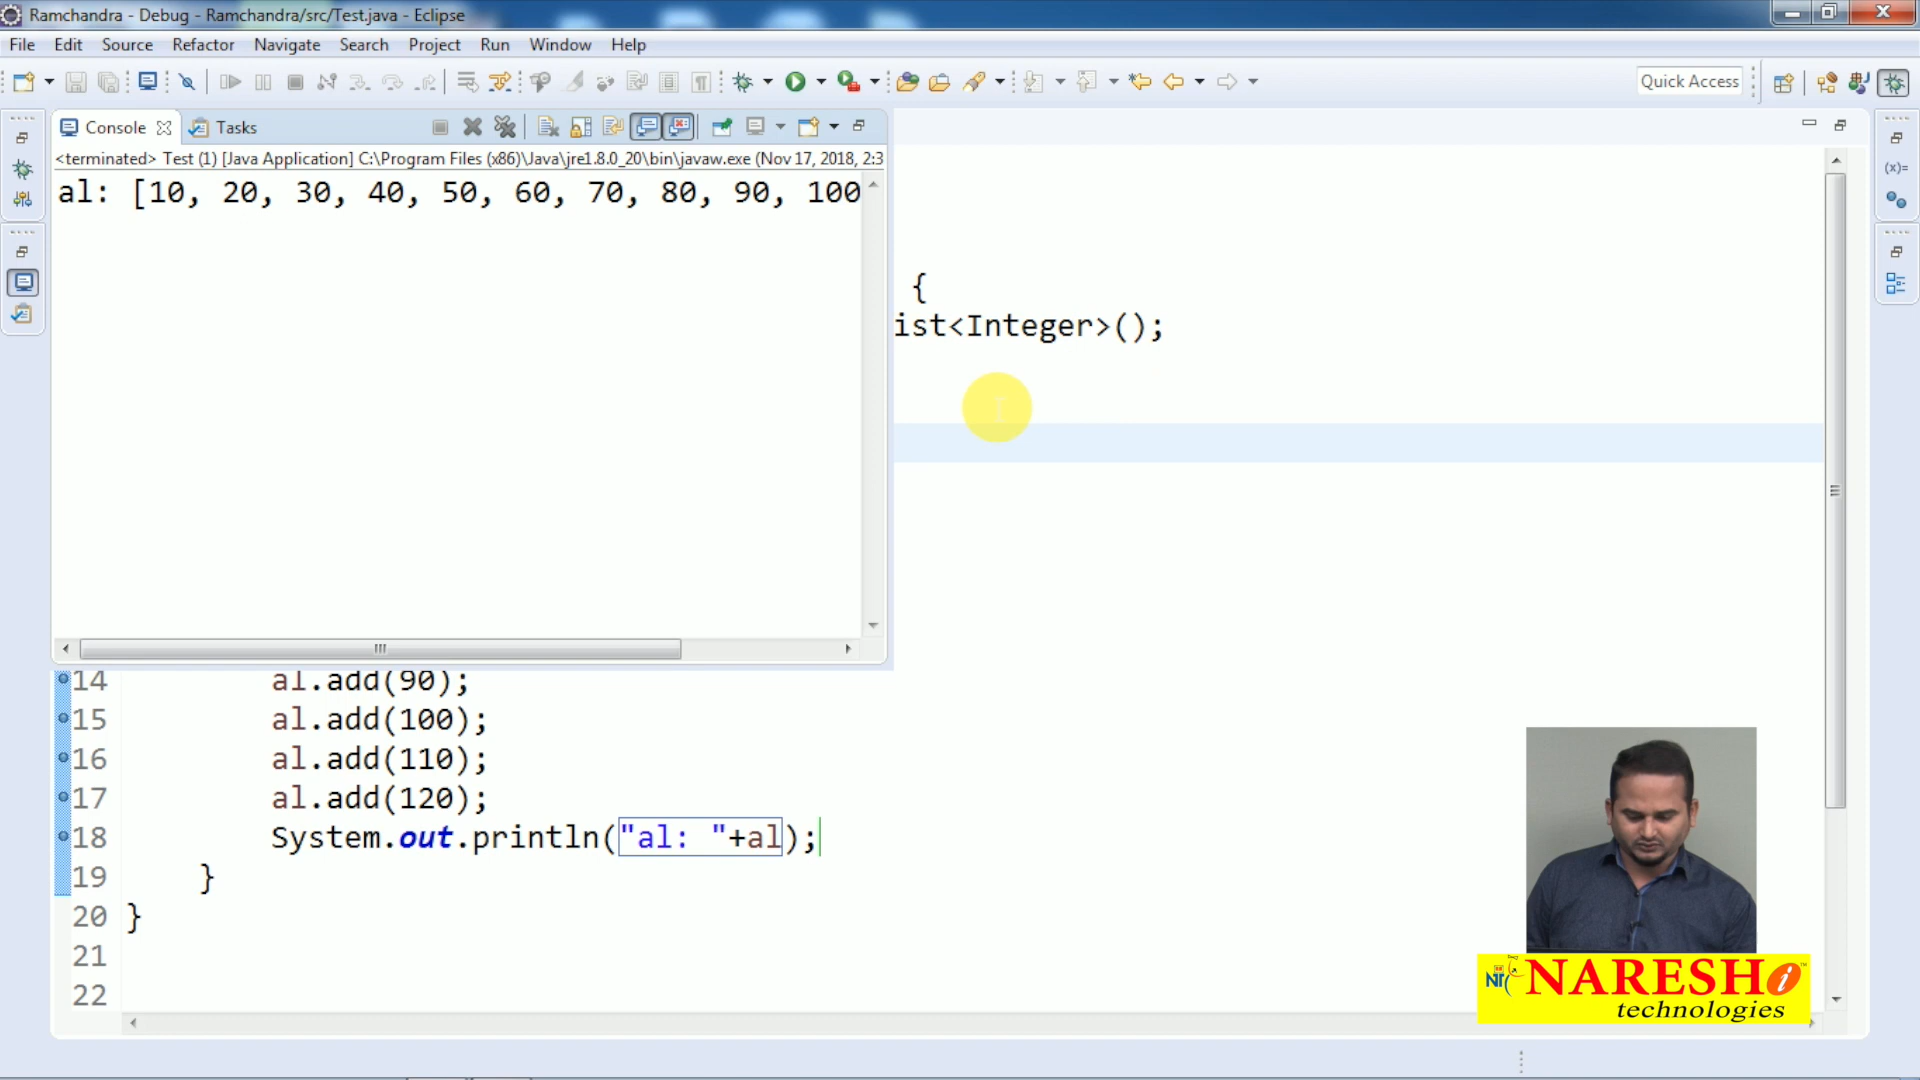 Ramchandra - Debug - Ramchandra/src/Test.java - Eclipse
File Edit Source Refactor Navigate Search Project Run Window Help
Quick Access
Console Tasks
<terminated> Test (1) [Java Application] C:\Program Files (x86)\Java\jre1.8.0_20\bin\javaw.exe (Nov 17, 2018, 2:3
al: [10, 20, 30, 40, 50, 60, 70, 80, 90, 100
{
ist<Integer>();
14 al.add(90);
15 al.add(100);
16 al.add(110);
17 al.add(120);
18 System.out.println("al: "+al);
19 }
20 }
21
22
NARESH i
technologies